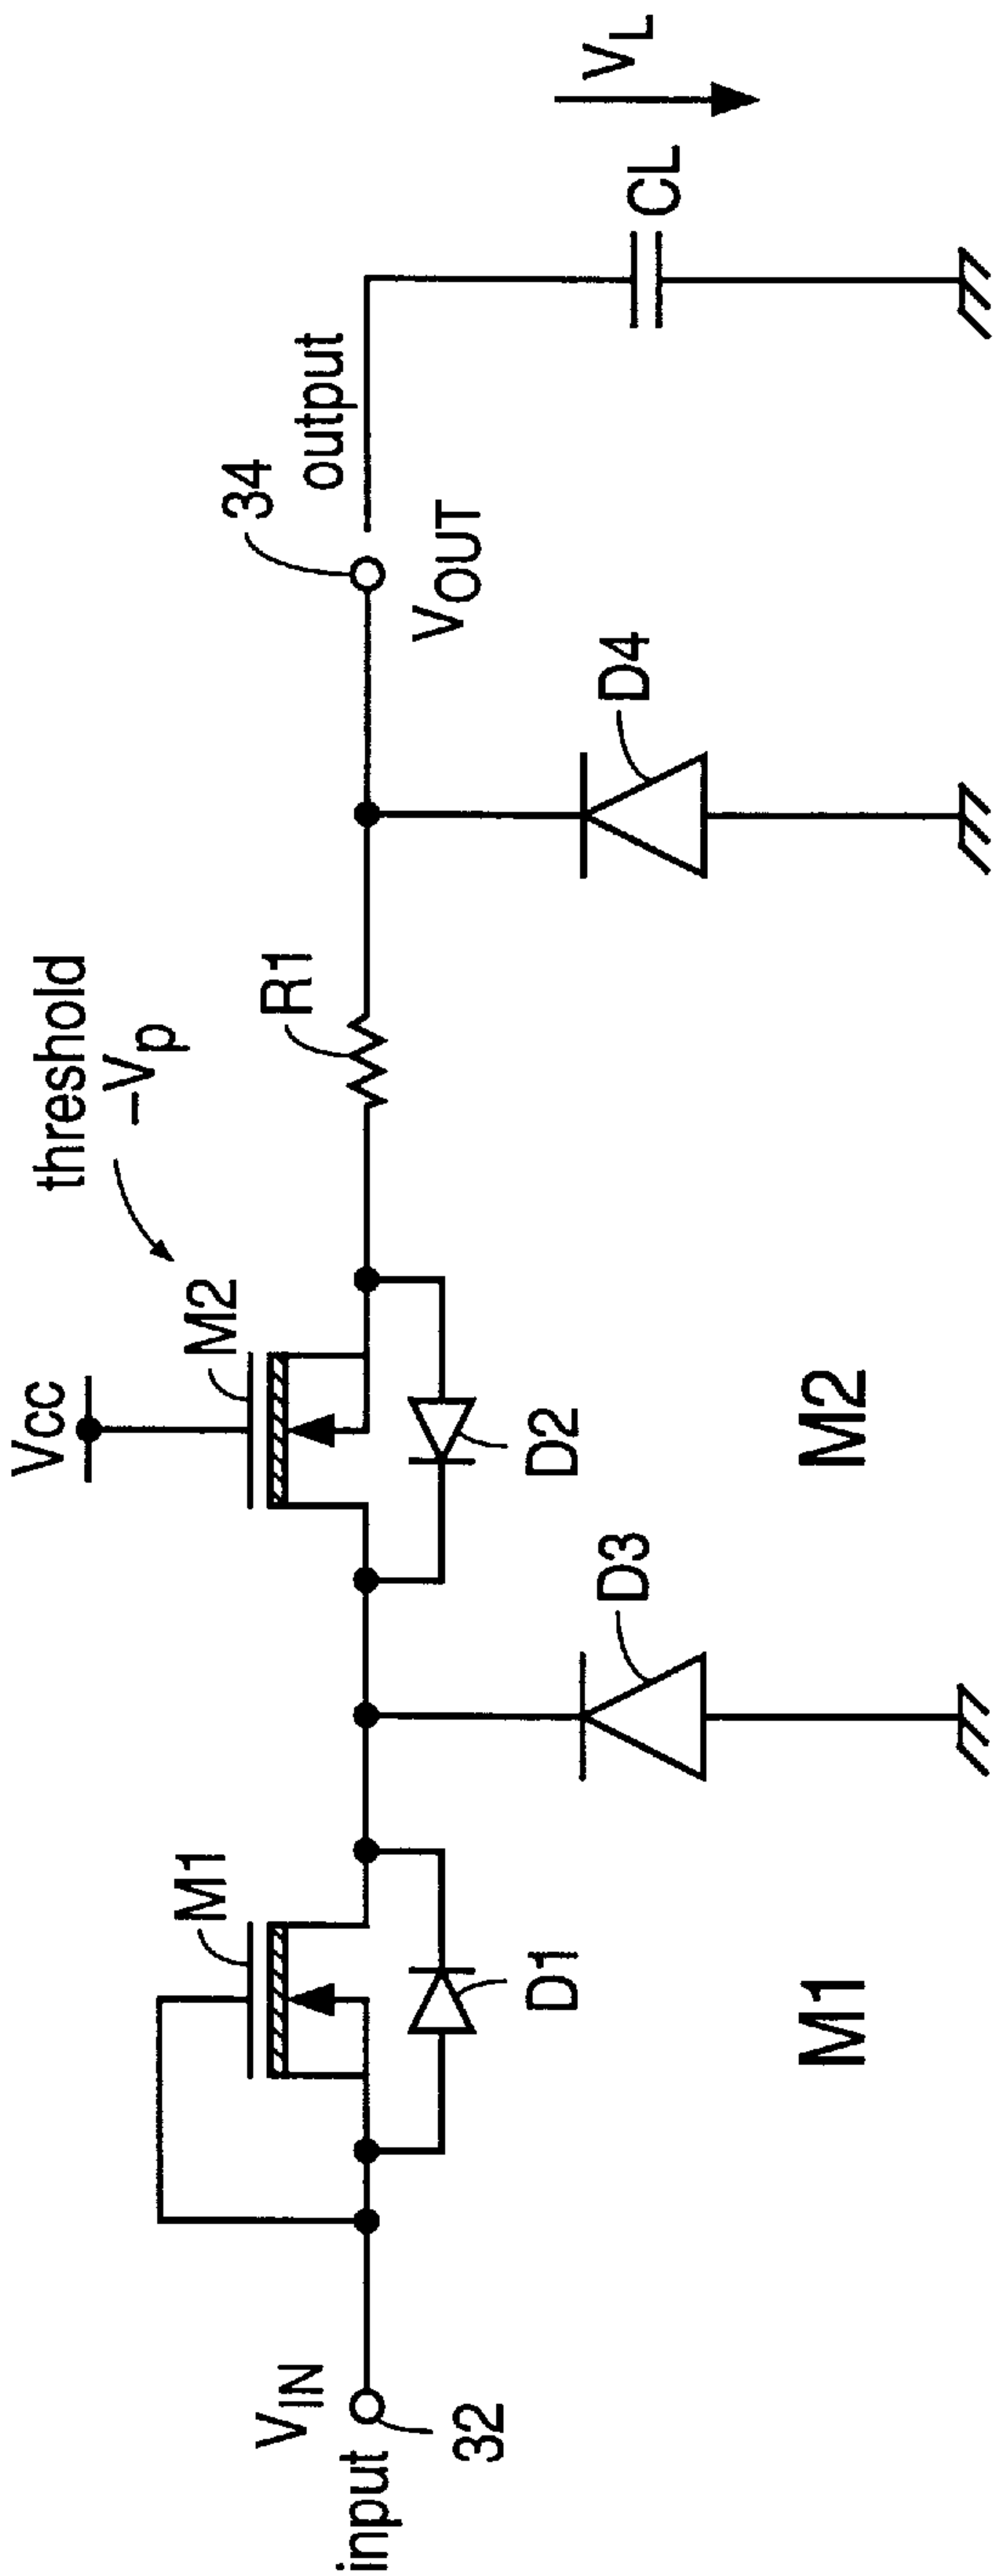 threshold
–Vp
Vcc
M1
M2
R1
34
output
VIN
input
32
D1
D2
VOUT
CL
VL
D3
D4
M1
M2